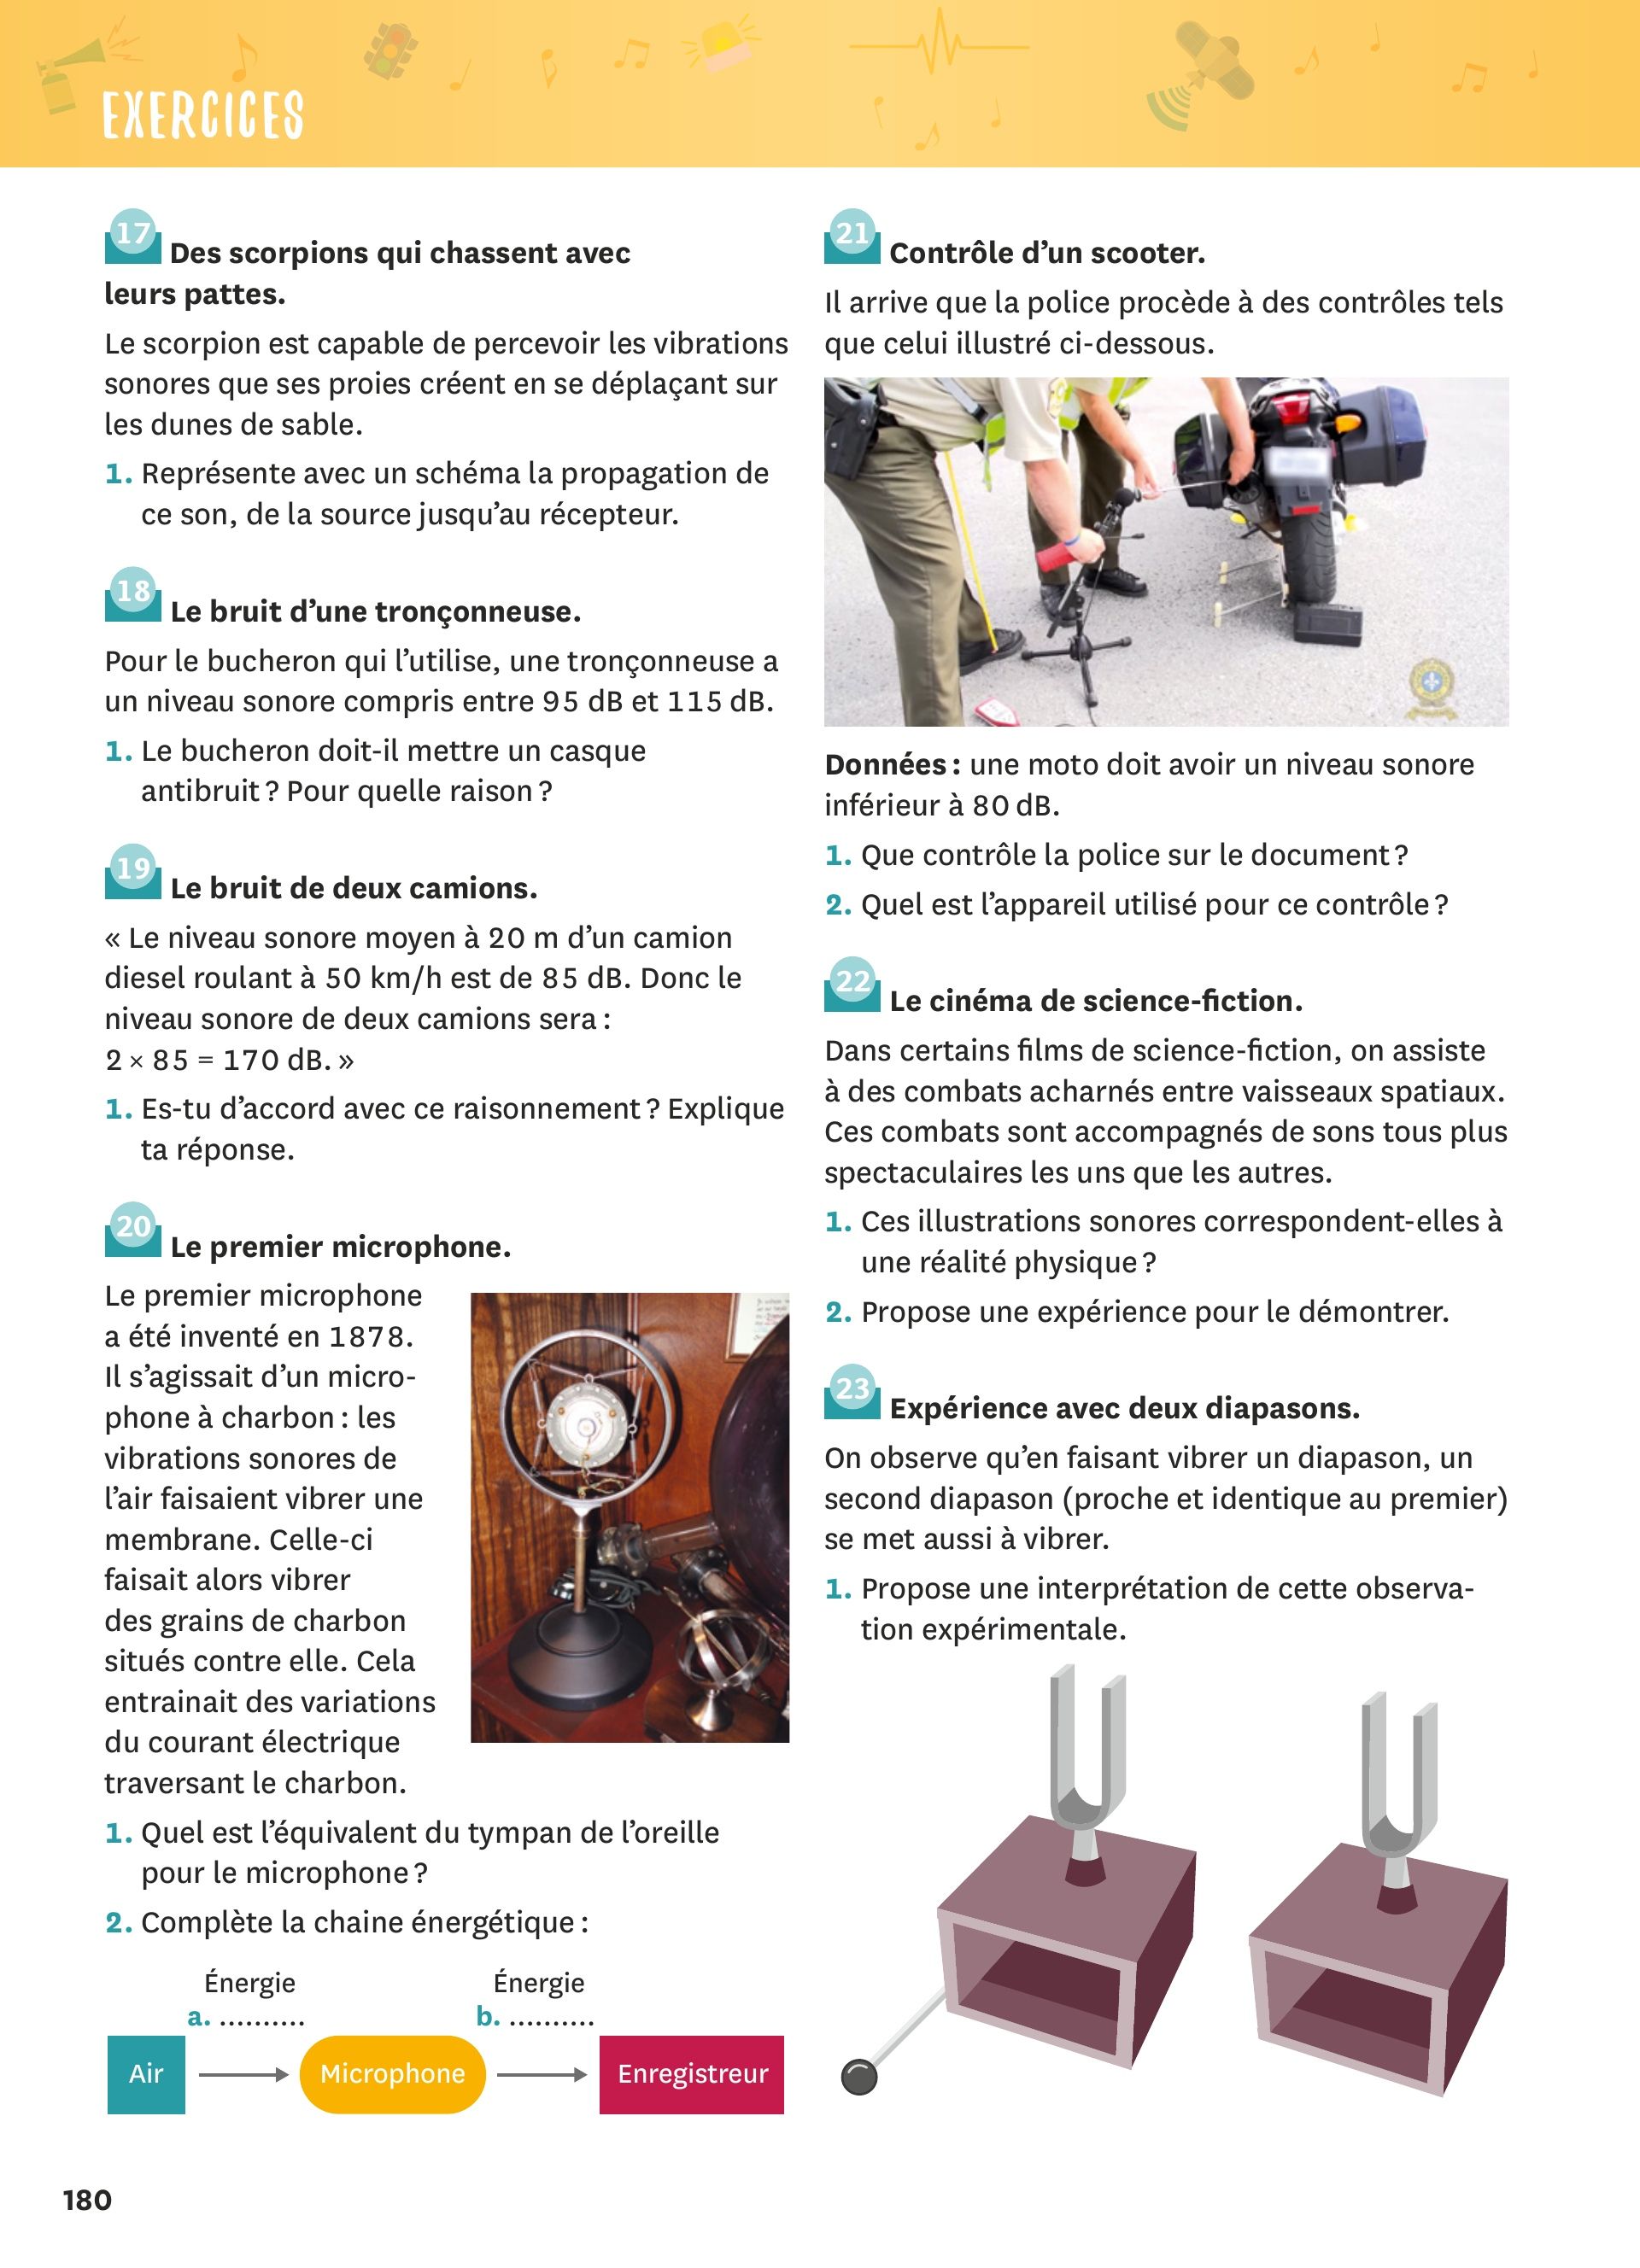 EXERCICES
17 Des scorpions qui chassent avec
leurs pattes.
Le scorpion est capable de percevoir les vibrations
sonores que ses proies créent en se déplaçant sur
les dunes de sable.
1. Représente avec un schéma la propagation de
ce son, de la source jusqu’au récepteur.
18 Le bruit d’une tronçonneuse.
Pour le bucheron qui l’utilise, une tronçonneuse a
un niveau sonore compris entre 95 dB et 115 dB.
1. Le bucheron doit-il mettre un casque
antibruit ? Pour quelle raison ?
19 Le bruit de deux camions.
« Le niveau sonore moyen à 20 m d’un camion
diesel roulant à 50 km/h est de 85 dB. Donc le
niveau sonore de deux camions sera :
2 × 85 = 170 dB. »
1. Es-tu d’accord avec ce raisonnement ? Explique
ta réponse.
20 Le premier microphone.
Le premier microphone
a été inventé en 1878.
Il s’agissait d’un micro-
phone à charbon : les
vibrations sonores de
l’air faisaient vibrer une
membrane. Celle-ci
faisait alors vibrer
des grains de charbon
situés contre elle. Cela
entrainait des variations
du courant électrique
traversant le charbon.
1. Quel est l’équivalent du tympan de l’oreille
pour le microphone ?
2. Complète la chaine énergétique :
Énergie
a. ..........
Énergie
b. ..........
Air
Microphone
Enregistreur
21 Contrôle d’un scooter.
Il arrive que la police procède à des contrôles tels
que celui illustré ci-dessous.
Données : une moto doit avoir un niveau sonore
inférieur à 80 dB.
1. Que contrôle la police sur le document ?
2. Quel est l’appareil utilisé pour ce contrôle ?
22 Le cinéma de science-fiction.
Dans certains films de science-fiction, on assiste
à des combats acharnés entre vaisseaux spatiaux.
Ces combats sont accompagnés de sons tous plus
spectaculaires les uns que les autres.
1. Ces illustrations sonores correspondent-elles à
une réalité physique ?
2. Propose une expérience pour le démontrer.
23 Expérience avec deux diapasons.
On observe qu’en faisant vibrer un diapason, un
second diapason (proche et identique au premier)
se met aussi à vibrer.
1. Propose une interprétation de cette observa-
tion expérimentale.
180